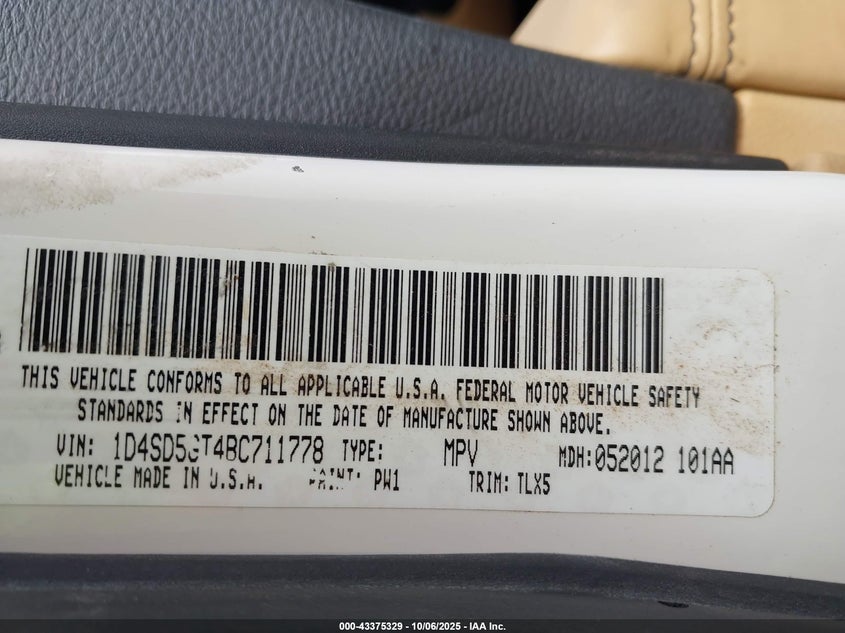 THIS VEHICLE CONFORMS TO ALL APPLICABLE U.S.A. FEDERAL MOTOR VEHICLE SAFETY
STANDARDS IN EFFECT ON THE DATE OF MANUFACTURE SHOWN ABOVE.
VIN: 1D4SD5GT4BC711778 TYPE: MPV MDH:052012 101AA
VEHICLE MADE IN U.S.A. PAINT: PW1 TRIM: TLX5
000-43375329 - 10/06/2025 - IAA Inc.